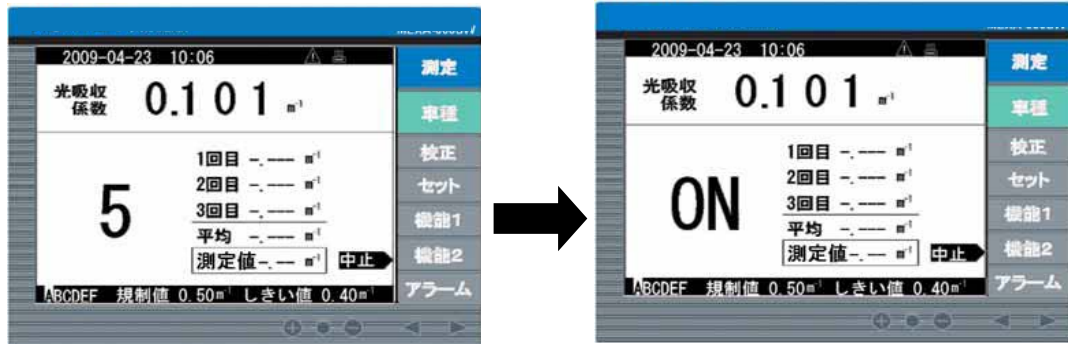 2009-04-23 10:06
光吸収係数 0.101 m⁻¹
5
1回目 -.--- m⁻¹
2回目 -.--- m⁻¹
3回目 -.--- m⁻¹
平均 -.--- m⁻¹
測定値-.-- m⁻¹
中止
ABCDEF 規制値 0.50m⁻¹ しきい値 0.40m⁻¹
測定
車種
校正
セット
機能1
機能2
アラーム
2009-04-23 10:06
光吸収係数 0.101 m⁻¹
ON
1回目 -.--- m⁻¹
2回目 -.--- m⁻¹
3回目 -.--- m⁻¹
平均 -.--- m⁻¹
測定値-.-- m⁻¹
中止
ABCDEF 規制値 0.50m⁻¹ しきい値 0.40m⁻¹
測定
車種
校正
セット
機能1
機能2
アラーム